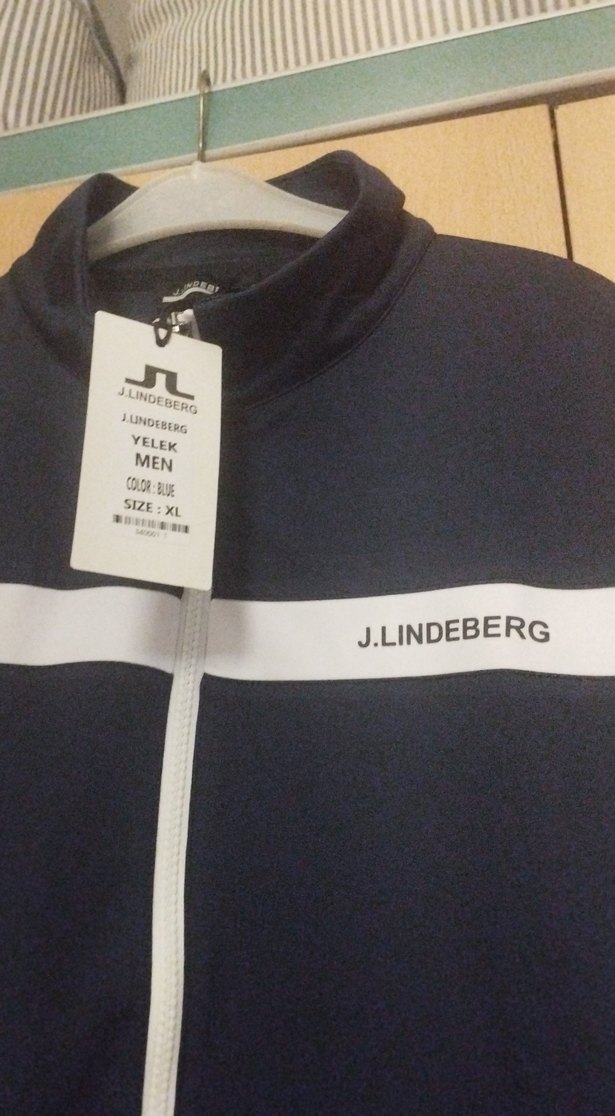 J.LINDEBERG
J.LINDEBERG
YELEK
MEN
COLOR : BLUE
SIZE : XL
J.LINDEBERG